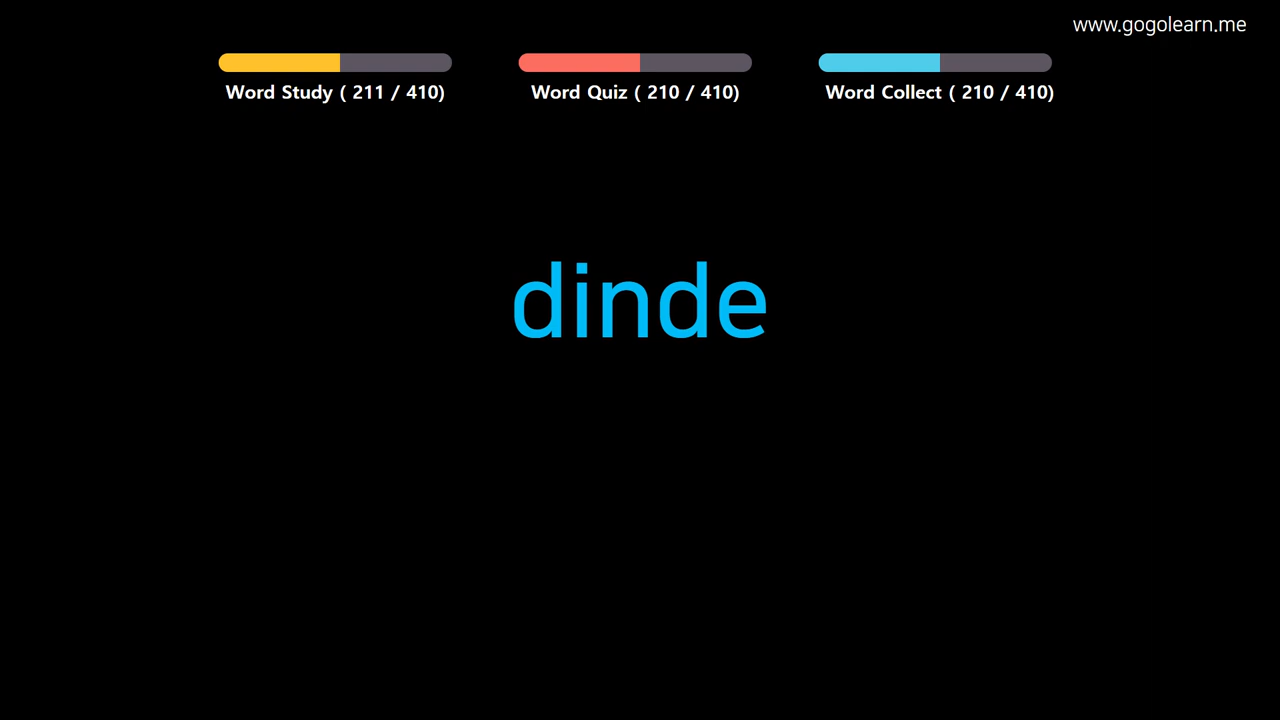 www.gogolearn.me
Word Study ( 211 / 410)
Word Quiz ( 210 / 410)
Word Collect ( 210 / 410)
dinde